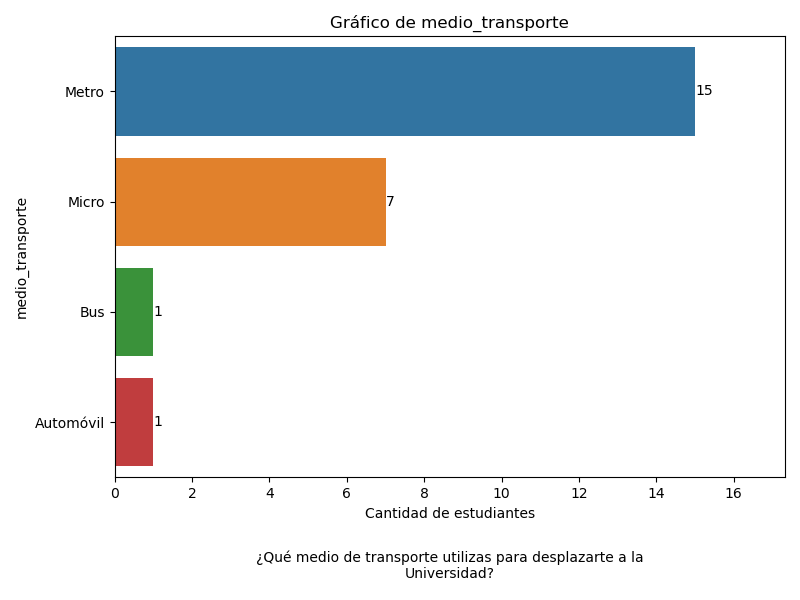 Gráfico de medio_transporte
Metro
15
Micro
7
Bus
1
Automóvil
1
medio_transporte
0 2 4 6 8 10 12 14 16
Cantidad de estudiantes
¿Qué medio de transporte utilizas para desplazarte a la
Universidad?